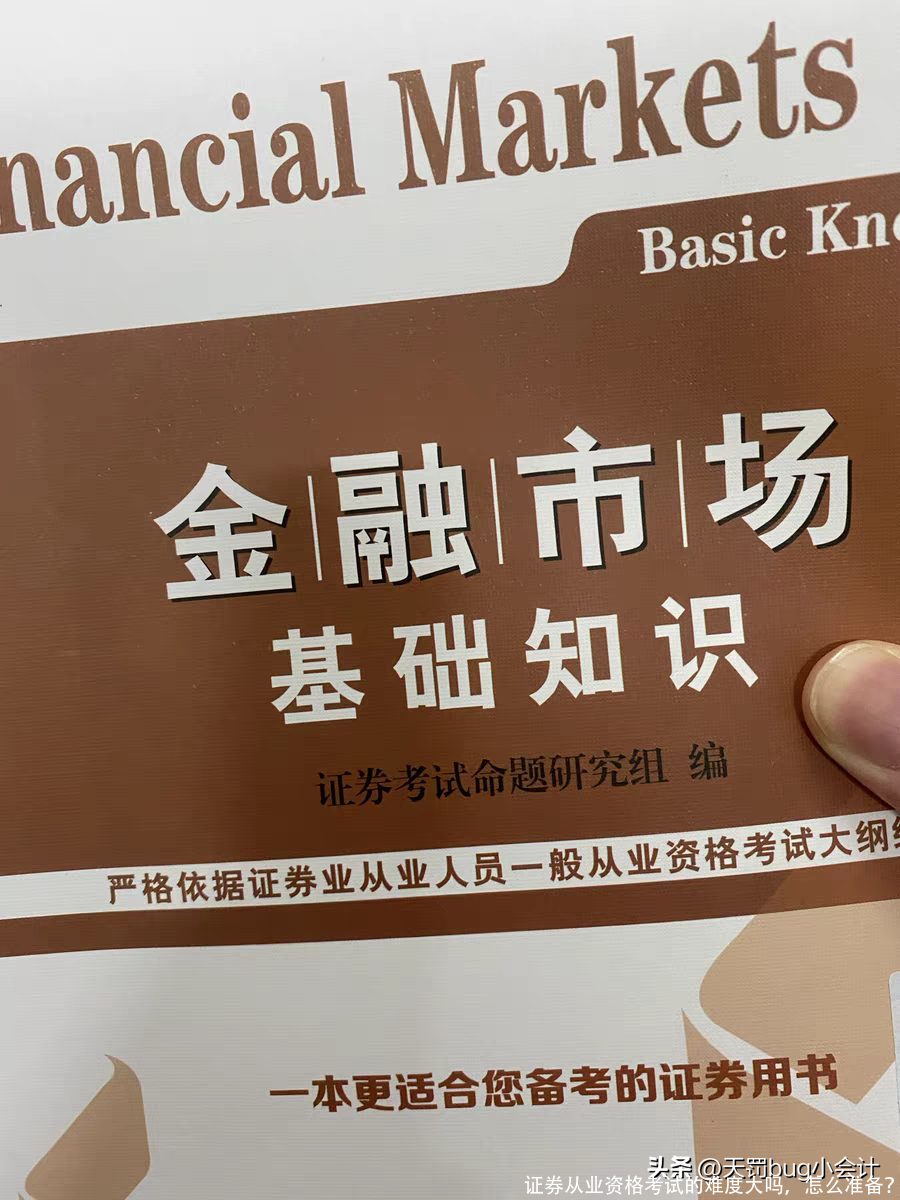 nancial Markets
Basic Kno
金融市场
基础知识
证券考试命题研究组 编
严格依据证券业从业人员一般从业资格考试大纲编
一本更适合您备考的证券用书
头条 @天罚bug小会计
证券从业资格考试的难度大吗，怎么准备？